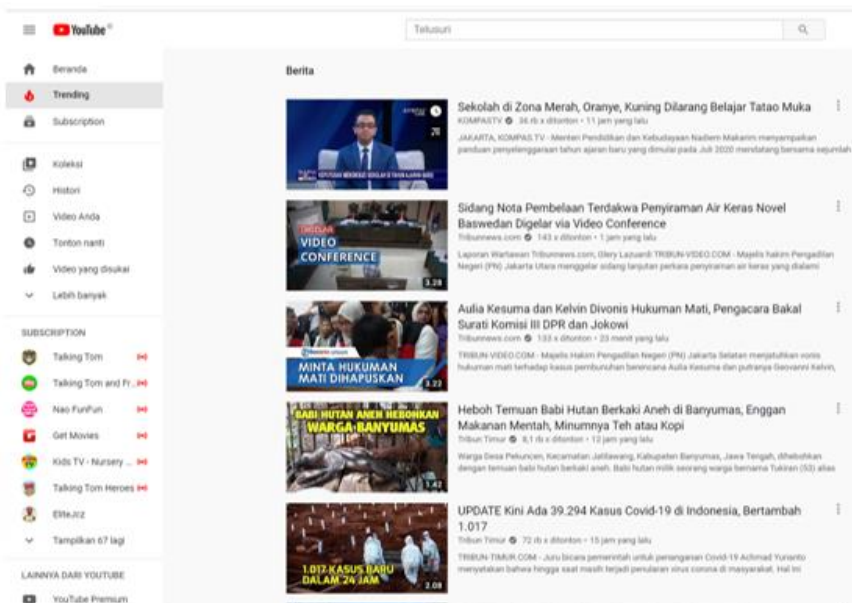 YouTube ID
Telusuri
Beranda
Trending
Subscription
Koleksi
Histori
Video Anda
Tonton nanti
Video yang disukai
Lebih banyak
SUBSCRIPTION
Talking Tom
Talking Tom and Fr...
Nao FunFun
Get Movies
Kids TV - Nursery ...
Talking Tom Heroes
EliteJcz
Tampilkan 67 lagi
LAINNYA DARI YOUTUBE
YouTube Premium
Berita
Sekolah di Zona Merah, Oranye, Kuning Dilarang Belajar Tatao Muka
KOMPASTV 34 rb x ditonton • 11 jam yang lalu
JAKARTA, KOMPAS.TV - Menteri Pendidikan dan Kebudayaan Nadiem Makarim menyampaikan
panduan penyelenggaraan tahun ajaran baru yang dimulai pada Juli 2020 mendatang bersama sejumlah
VIDEO
CONFERENCE
3.28
Sidang Nota Pembelaan Terdakwa Penyiraman Air Keras Novel
Baswedan Digelar via Video Conference
Tribunnews.com 143 x ditonton • 1 jam yang lalu
Laporan Wartawan Tribunnews.com, Glery Lazuardi TRIBUN-VIDEO.COM - Majelis hakim Pengadilan
Negeri (PN) Jakarta Utara menggelar sidang lanjutan perkara penyiraman air keras yang dialami
MINTA HUKUMAN
MATI DIHAPUSKAN
3.22
Aulia Kesuma dan Kelvin Divonis Hukuman Mati, Pengacara Bakal
Surati Komisi III DPR dan Jokowi
Tribunnews.com 133 x ditonton • 23 menit yang lalu
TRIBUN-VIDEO.COM - Majelis Hakim Pengadilan Negeri (PN) Jakarta Selatan menjatuhkan vonis
hukuman mati terhadap kasus pembunuhan berencana Aulia Kesuma dan putranya Geovanni Kelvin,
BABI HUTAN ANEH HEBOHKAN
WARGA BANYUMAS
1.42
Heboh Temuan Babi Hutan Berkaki Aneh di Banyumas, Enggan
Makanan Mentah, Minumnya Teh atau Kopi
Tribun Timur 8,1 rb x ditonton • 12 jam yang lalu
Warga Desa Pekuncen, Kecamatan Jatilawang, Kabupaten Banyumas, Jawa Tengah, dihebohkan
dengan temuan babi hutan berkaki aneh. Babi hutan milik seorang warga bernama Tukiran (53) alias
1.017 KASUS BARU
DALAM 24 JAM
2.08
UPDATE Kini Ada 39.294 Kasus Covid-19 di Indonesia, Bertambah
1.017
Tribun Timur 72 rb x ditonton • 15 jam yang lalu
TRIBUN-TIMUR.COM - Juru bicara pemerintah untuk penanganan Covid-19 Achmad Yurianto
menyatakan bahwa hingga saat masih terjadi penularan virus corona di masyarakat. Hal ini